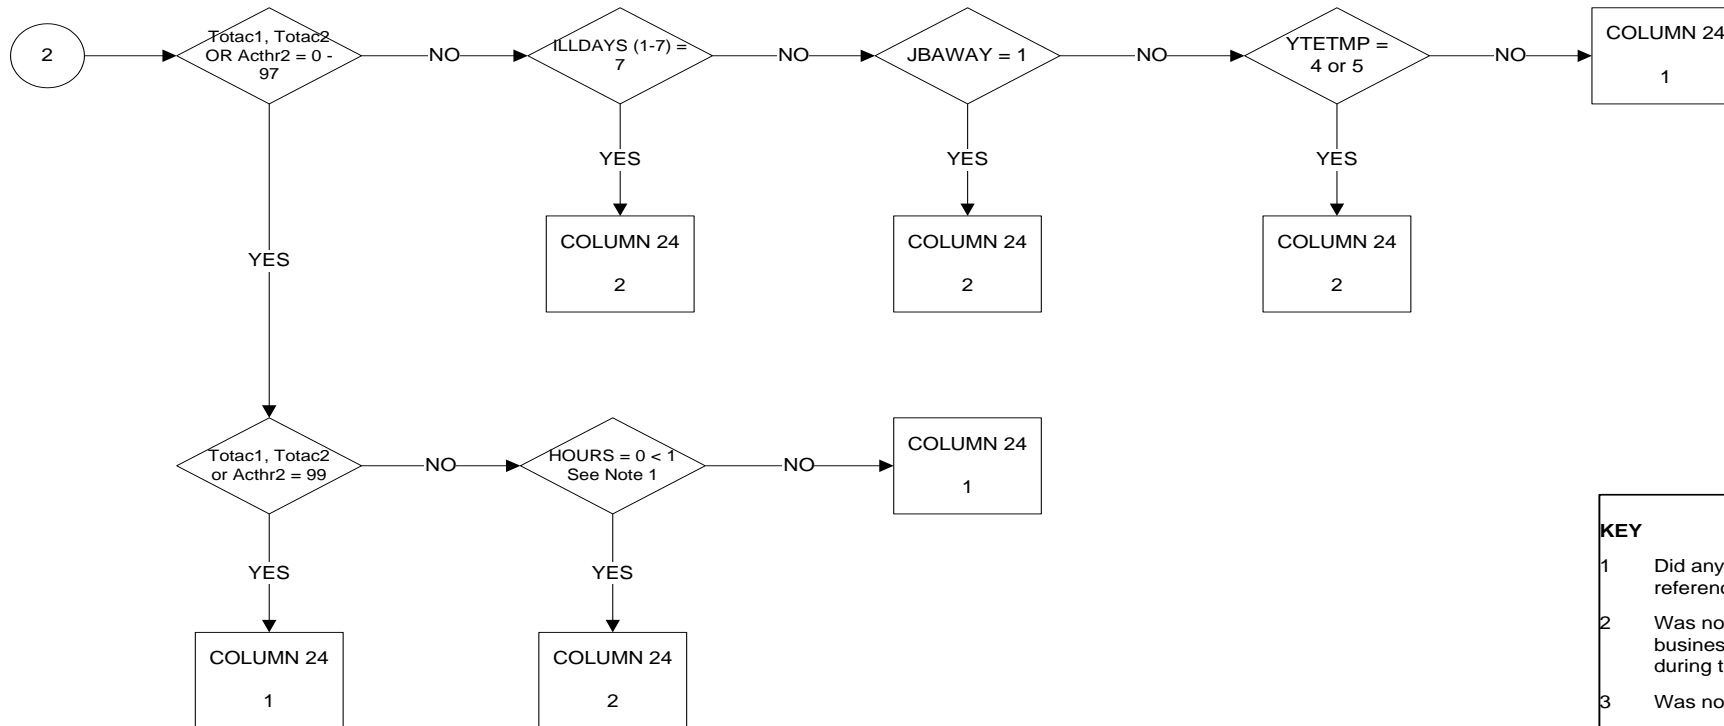 2
Totac1, Totac2
OR Acthr2 = 0 -
97
NO
ILLDAYS (1-7) =
7
NO
JBAWAY = 1
NO
YTETMP =
4 or 5
NO
COLUMN 24
1
YES
YES
YES
YES
COLUMN 24
2
COLUMN 24
2
COLUMN 24
2
Totac1, Totac2
or Acthr2 = 99
NO
HOURS = 0 < 1
See Note 1
NO
COLUMN 24
1
YES
YES
COLUMN 24
1
COLUMN 24
2
KEY
1 Did any
referenc
2 Was no
busines
during t
3 Was no